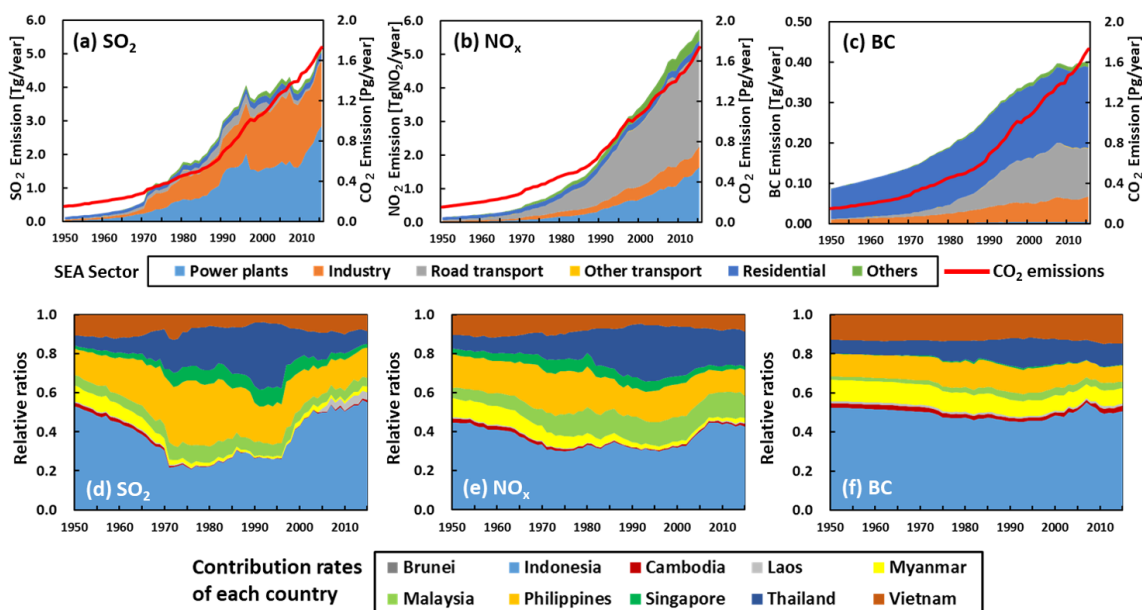 (a) SO2
SO2 Emission [Tg/year]
6.0
5.0
4.0
3.0
2.0
1.0
0.0
2.0
1.6
1.2
0.8
0.4
0.0
CO2 Emission [Pg/year]
1950 1960 1970 1980 1990 2000 2010
(b) NOx
NO2 Emission [TgNO2/year]
6.0
5.0
4.0
3.0
2.0
1.0
0.0
2.0
1.6
1.2
0.8
0.4
0.0
CO2 Emission [Pg/year]
1950 1960 1970 1980 1990 2000 2010
(c) BC
BC Emission [Tg/year]
0.50
0.40
0.30
0.20
0.10
0.00
2.0
1.6
1.2
0.8
0.4
0.0
CO2 Emission [Pg/year]
1950 1960 1970 1980 1990 2000 2010
SEA Sector
Power plants Industry Road transport Other transport Residential Others
CO2 emissions
Relative ratios
1.0
0.8
0.6
0.4
0.2
0.0
(d) SO2
1950 1960 1970 1980 1990 2000 2010
Relative ratios
1.0
0.8
0.6
0.4
0.2
0.0
(e) NOx
1950 1960 1970 1980 1990 2000 2010
Relative ratios
1.0
0.8
0.6
0.4
0.2
0.0
(f) BC
1950 1960 1970 1980 1990 2000 2010
Contribution rates
of each country
Brunei Indonesia Cambodia Laos Myanmar
Malaysia Philippines Singapore Thailand Vietnam